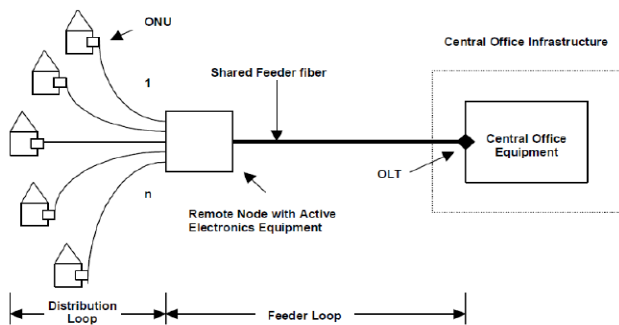 ONU
Central Office Infrastructure
Shared Feeder fiber
1
Central Office
Equipment
OLT
n
Remote Node with Active
Electronics Equipment
Distribution
Loop
Feeder Loop